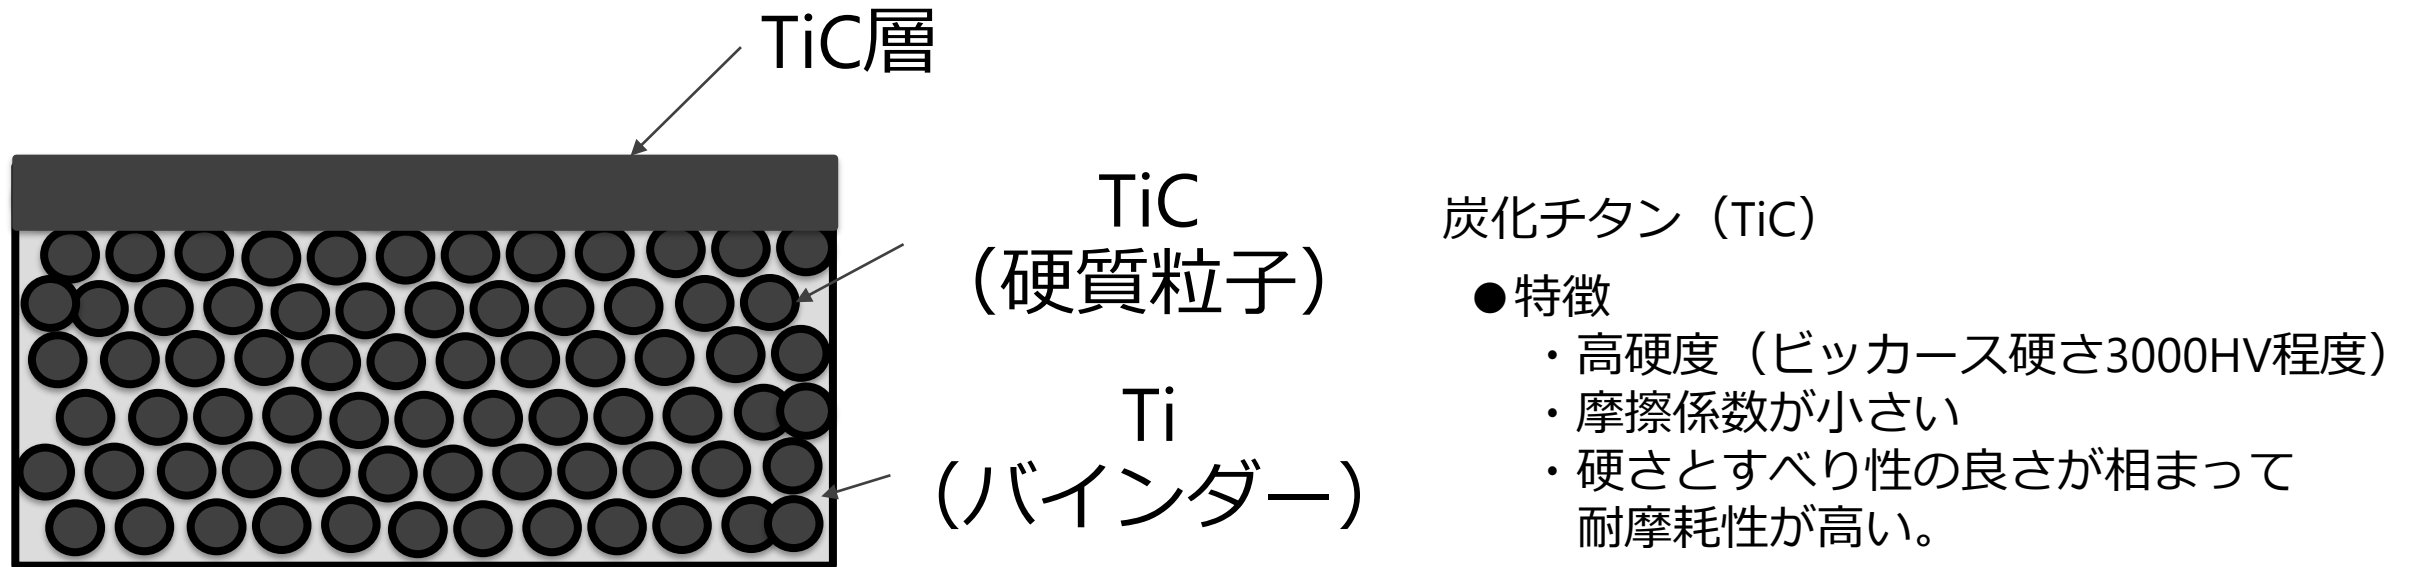 TiC層
TiC
（硬質粒子）
Ti
（バインダー）
炭化チタン（TiC）
●特徴
・高硬度（ビッカース硬さ3000HV程度）
・摩擦係数が小さい
・硬さとすべり性の良さが相まって
耐摩耗性が高い。